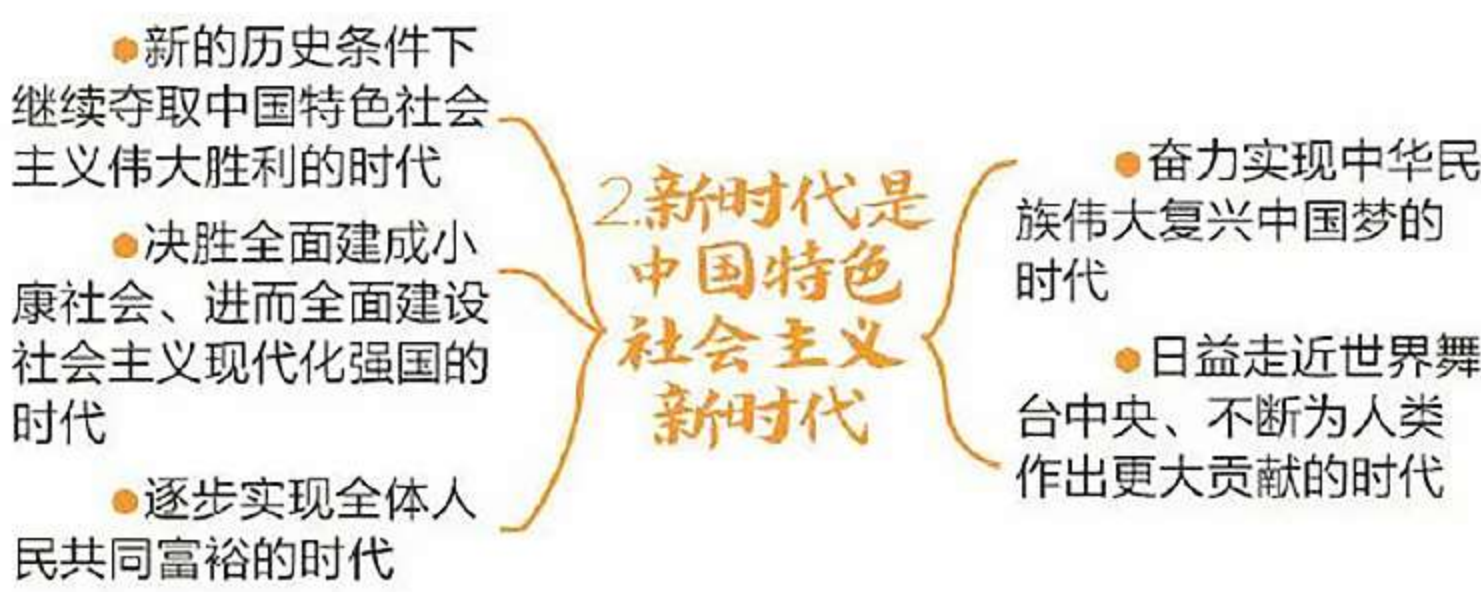 ●新的历史条件下
继续夺取中国特色社会
主义伟大胜利的时代
●决胜全面建成小
康社会、进而全面建设
社会主义现代化强国的
时代
●逐步实现全体人
民共同富裕的时代
2.新时代是
中国特色
社会主义
新时代
●奋力实现中华民
族伟大复兴中国梦的
时代
●日益走近世界舞
台中央、不断为人类
作出更大贡献的时代